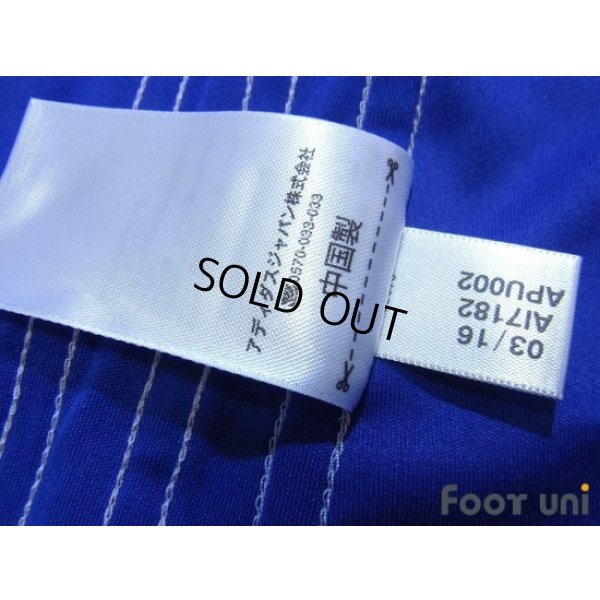 アディダスジャパン株式会社
0570-033-033
中国製
03/16
AI7182
APU002
SOLD OUT
FOOT UNi